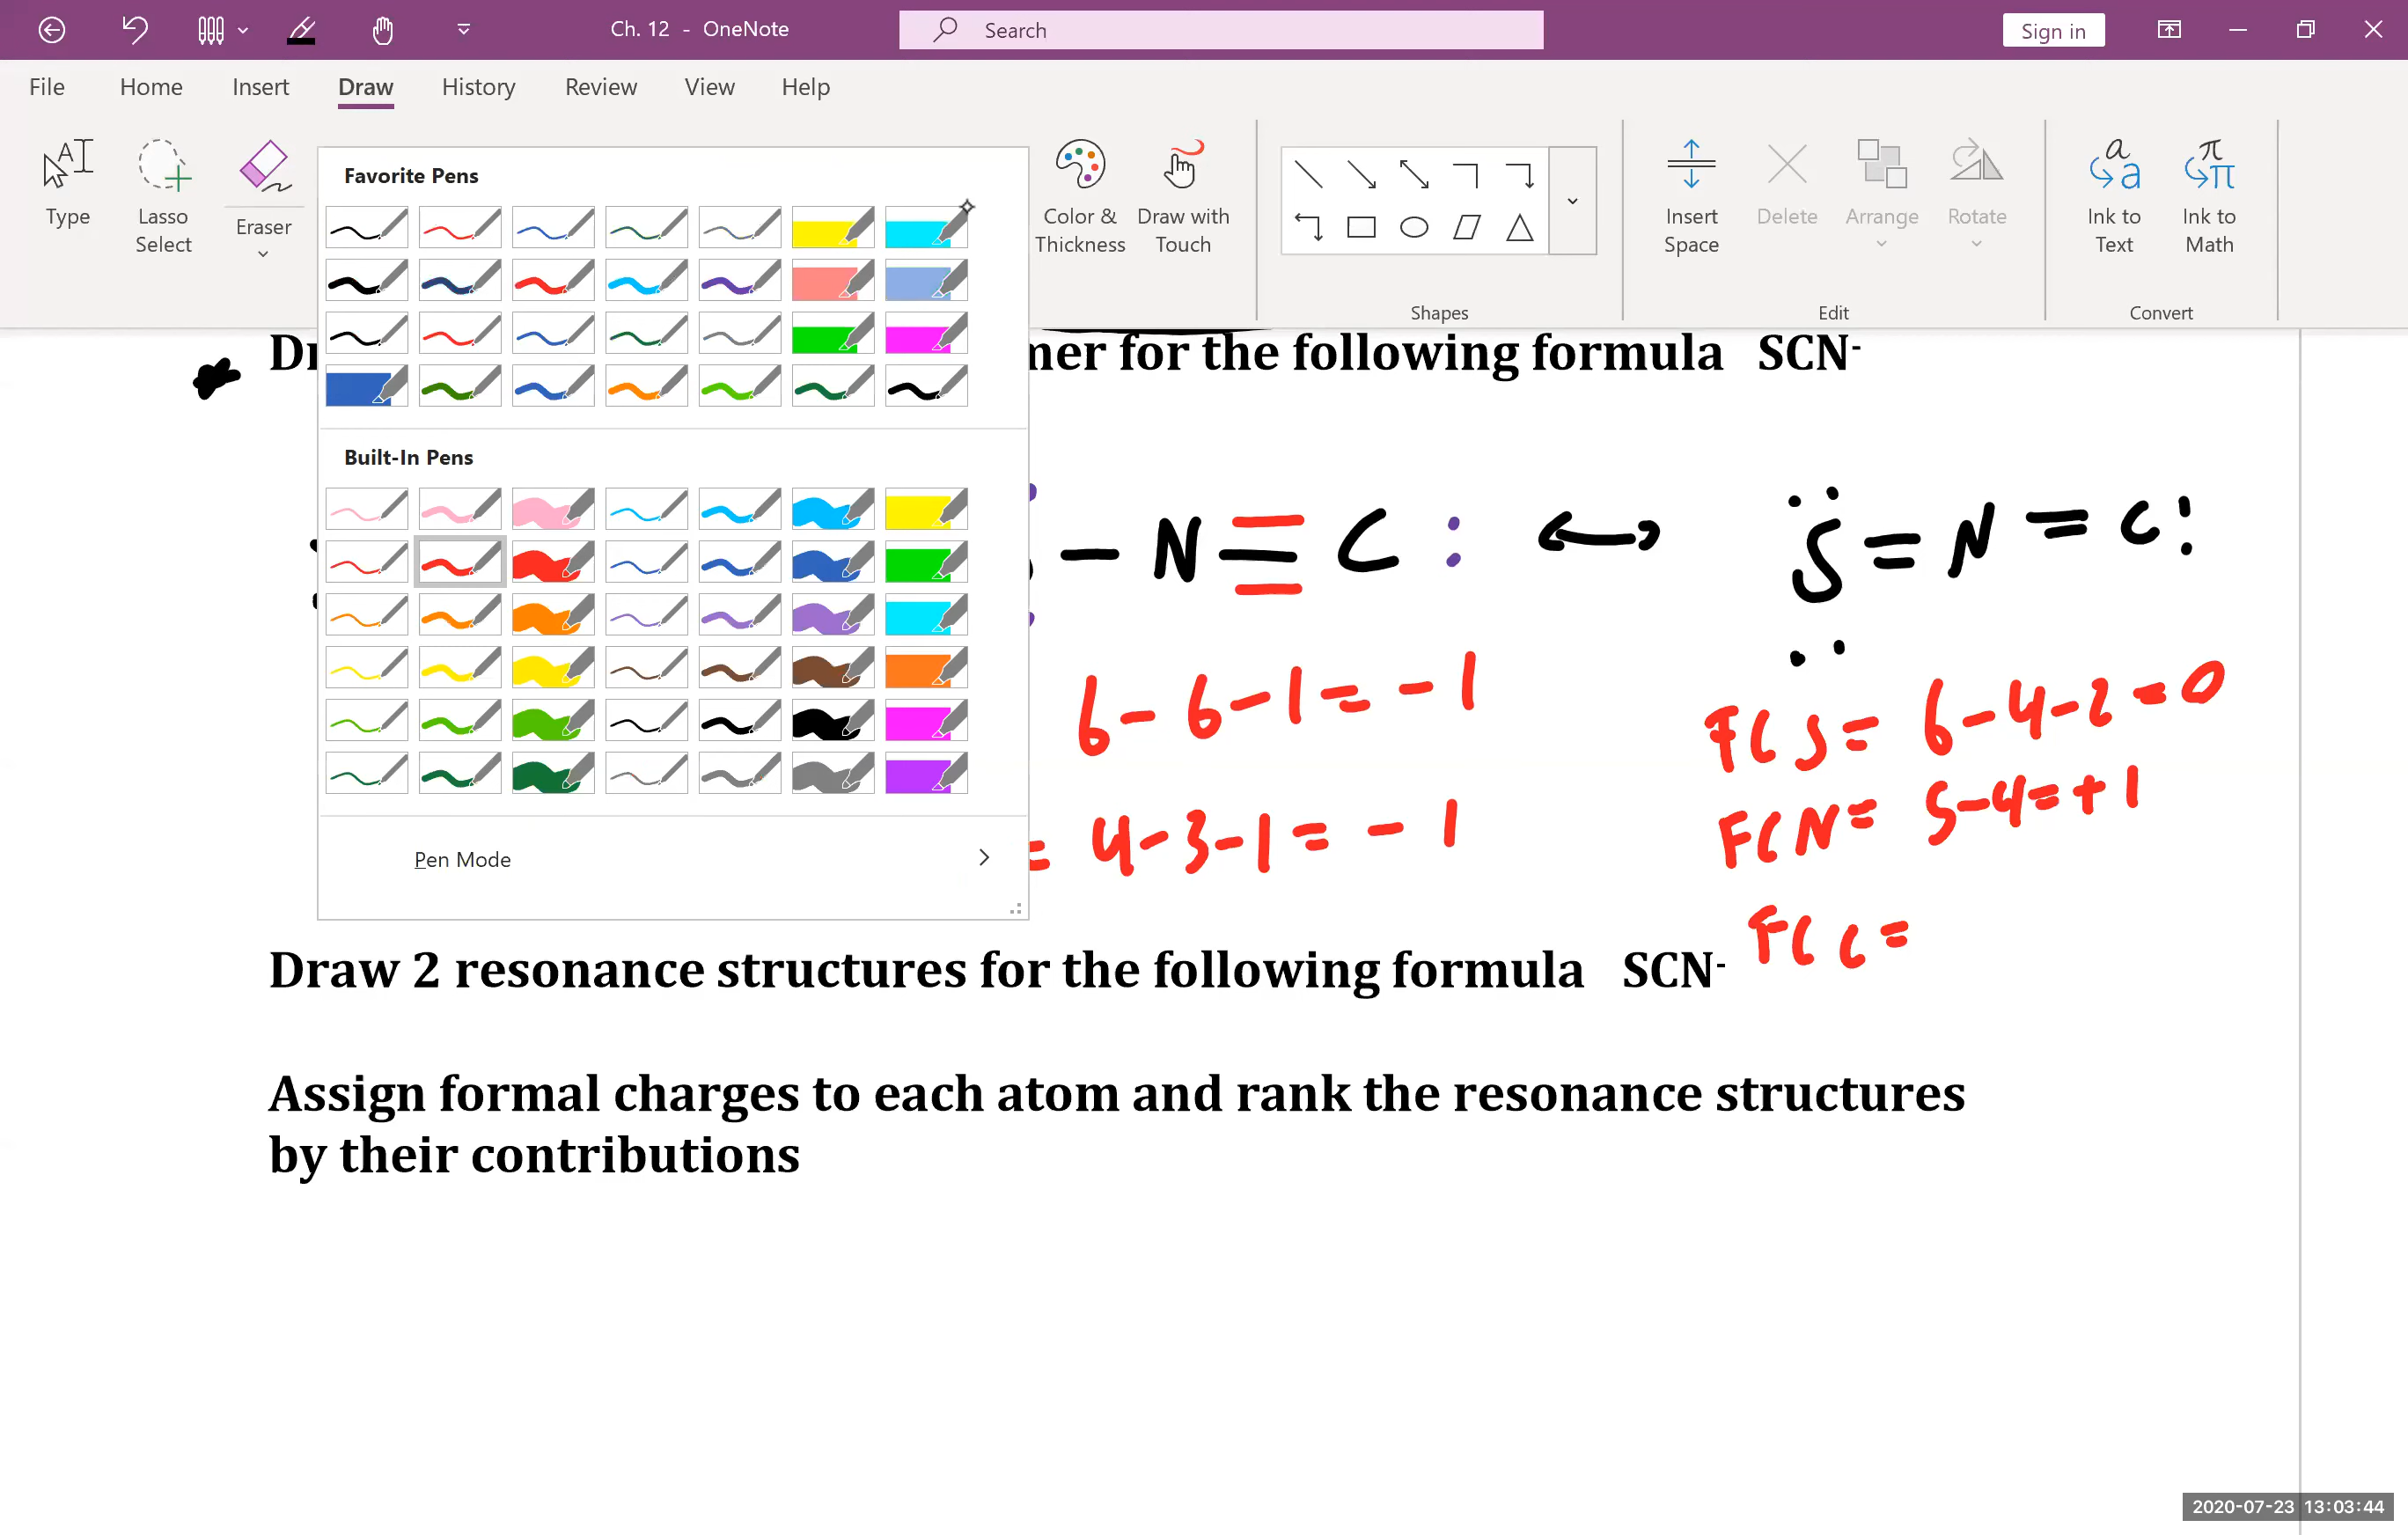 Ch. 12 - OneNote
Search
Sign in
File Home Insert Draw History Review View Help
Type
Lasso Select
Eraser
Favorite Pens
Built-In Pens
Pen Mode
Color & Thickness
Draw with Touch
Shapes
Insert Space
Delete
Arrange
Rotate
Edit
Ink to Text
Ink to Math
Convert
mer for the following formula SCN-
— N ≡ C : ↔ S = N = C :
6 - 6 - 1 = - 1
= 4 - 3 - 1 = - 1
FC S = 6 - 4 - 2 = 0
FC N = 5 - 4 = + 1
FC C =
Draw 2 resonance structures for the following formula SCN-
Assign formal charges to each atom and rank the resonance structures
by their contributions
2020-07-23 13:03:44